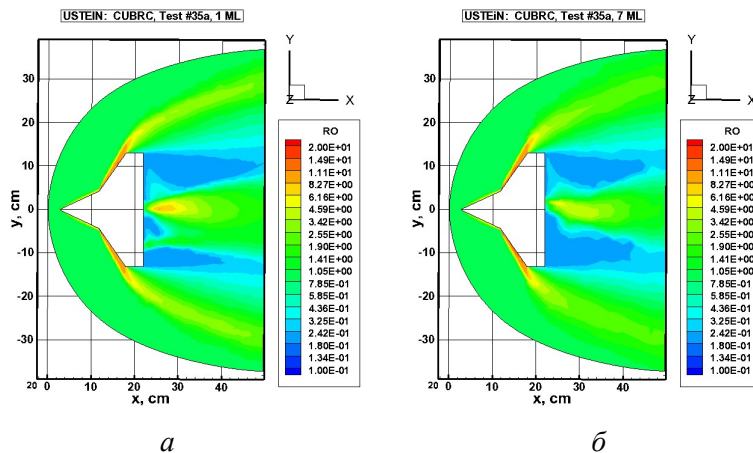 USTEIN: CUBRC, Test #35a, 1 ML
Y
Z X
y, cm
30
20
10
0
-10
-20
-30
20 0 10 20 30 40
x, cm
RO
2.00E+01
1.49E+01
1.11E+01
8.27E+00
6.16E+00
4.59E+00
3.42E+00
2.55E+00
1.90E+00
1.41E+00
1.05E+00
7.85E-01
5.85E-01
4.36E-01
3.25E-01
2.42E-01
1.80E-01
1.34E-01
1.00E-01
а
USTEiN: CUBRC, Test #35a, 7 ML
Y
Z X
y, cm
30
20
10
0
-10
-20
-30
20 0 10 20 30 40
x, cm
RO
2.00E+01
1.49E+01
1.11E+01
8.27E+00
6.16E+00
4.59E+00
3.42E+00
2.55E+00
1.90E+00
1.41E+00
1.05E+00
7.85E-01
5.85E-01
4.36E-01
3.25E-01
2.42E-01
1.80E-01
1.34E-01
1.00E-01
б